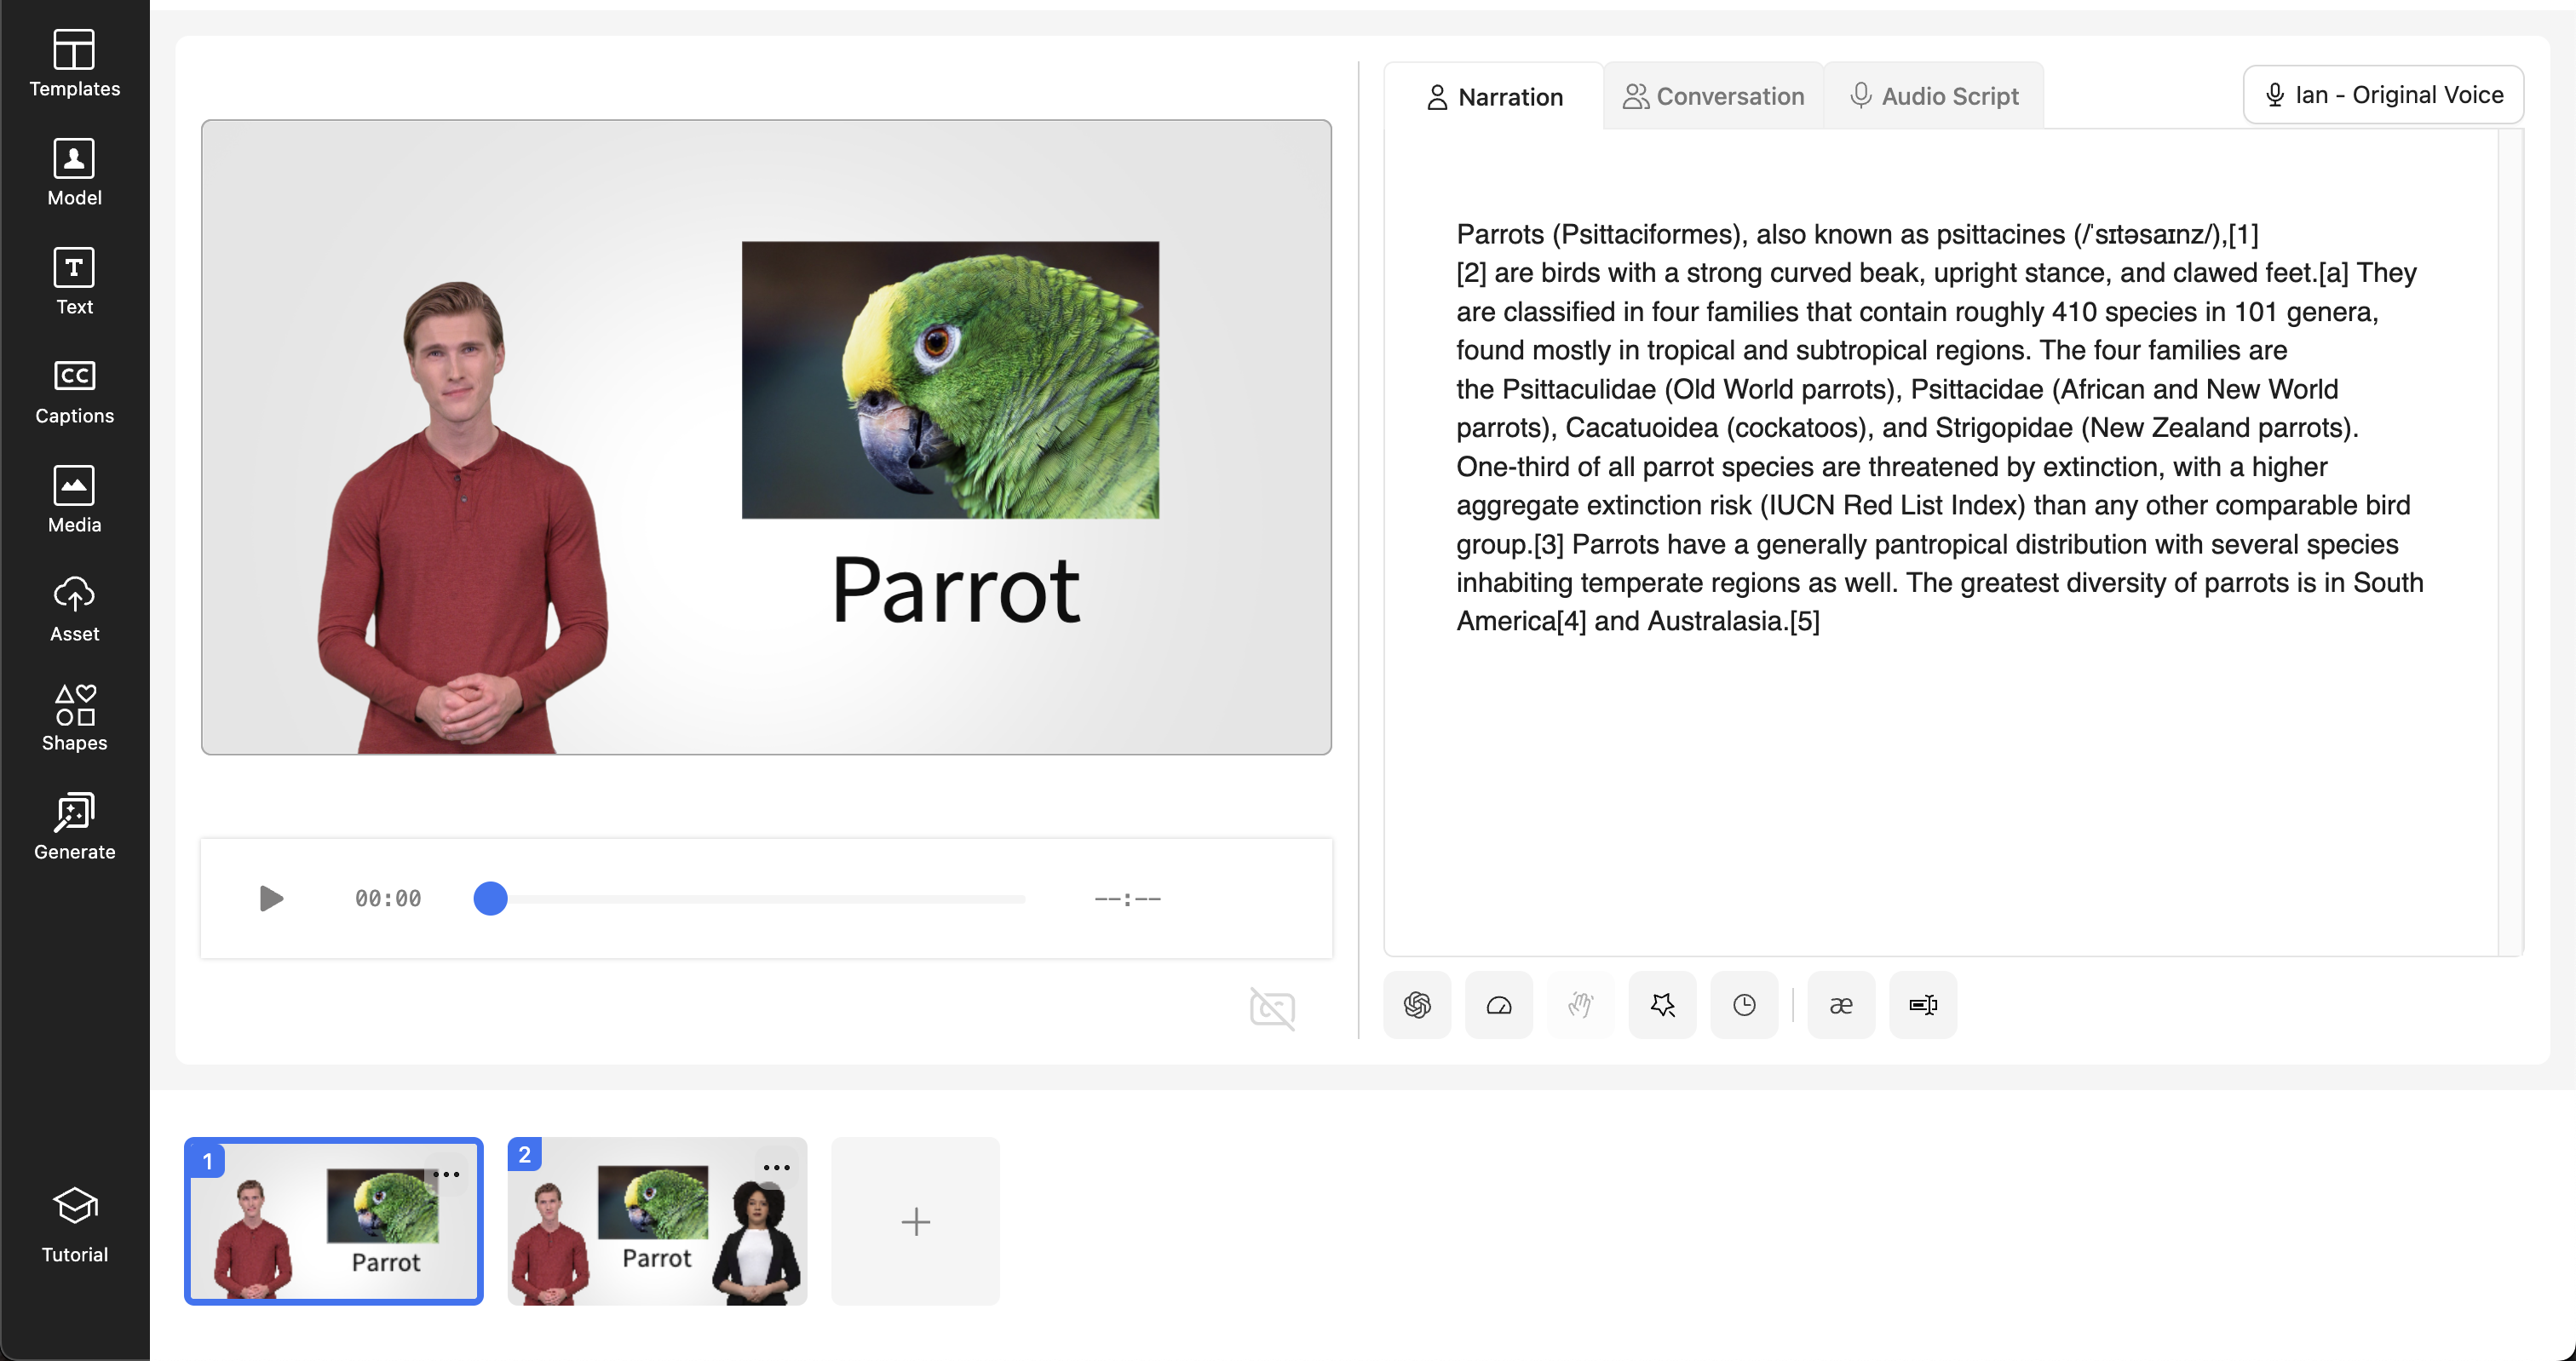 Templates
Model
Text
CC
Captions
Media
Asset
Shapes
Generate
Tutorial
Parrot
00:00
--:--
Narration
Conversation
Audio Script
Ian - Original Voice
Parrots (Psittaciformes), also known as psittacines (/ˈsɪtəsaɪnz/),[1]
[2] are birds with a strong curved beak, upright stance, and clawed feet.[a] They
are classified in four families that contain roughly 410 species in 101 genera,
found mostly in tropical and subtropical regions. The four families are
the Psittaculidae (Old World parrots), Psittacidae (African and New World
parrots), Cacatuoidea (cockatoos), and Strigopidae (New Zealand parrots).
One-third of all parrot species are threatened by extinction, with a higher
aggregate extinction risk (IUCN Red List Index) than any other comparable bird
group.[3] Parrots have a generally pantropical distribution with several species
inhabiting temperate regions as well. The greatest diversity of parrots is in South
America[4] and Australasia.[5]
æ
1
Parrot
2
Parrot